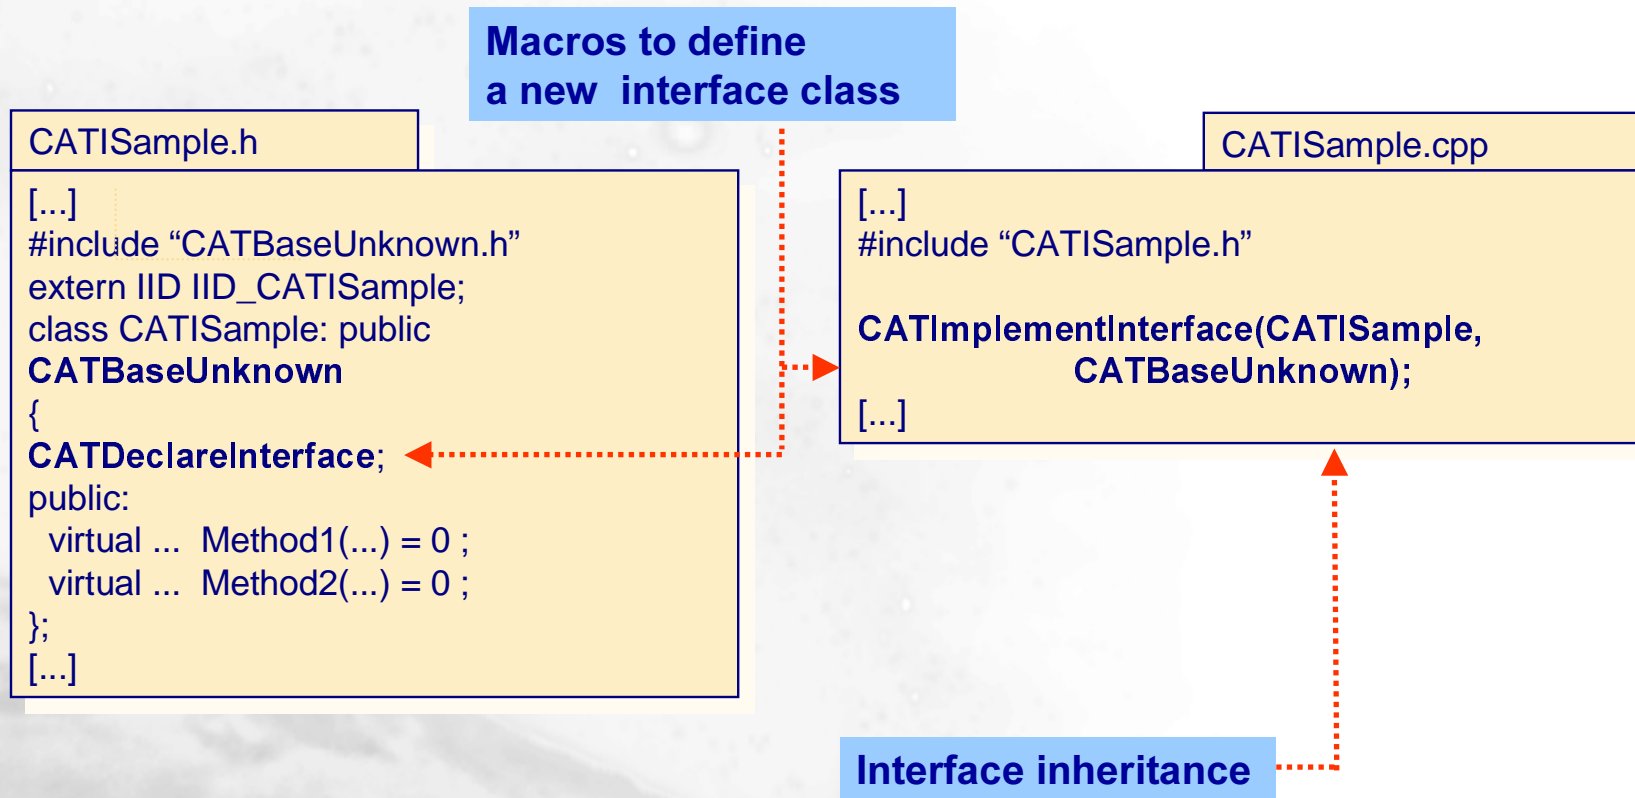 Macros to define
a new  interface class
CATISample.h
[...]
#include “CATBaseUnknown.h”
extern IID IID_CATISample;
class CATISample: public
CATBaseUnknown
{
CATDeclareInterface;
public:
  virtual ...  Method1(...) = 0 ;
  virtual ...  Method2(...) = 0 ;
};
[...]
CATISample.cpp
[...]
#include “CATISample.h”
CATImplementInterface(CATISample,
CATBaseUnknown);
[...]
Interface inheritance